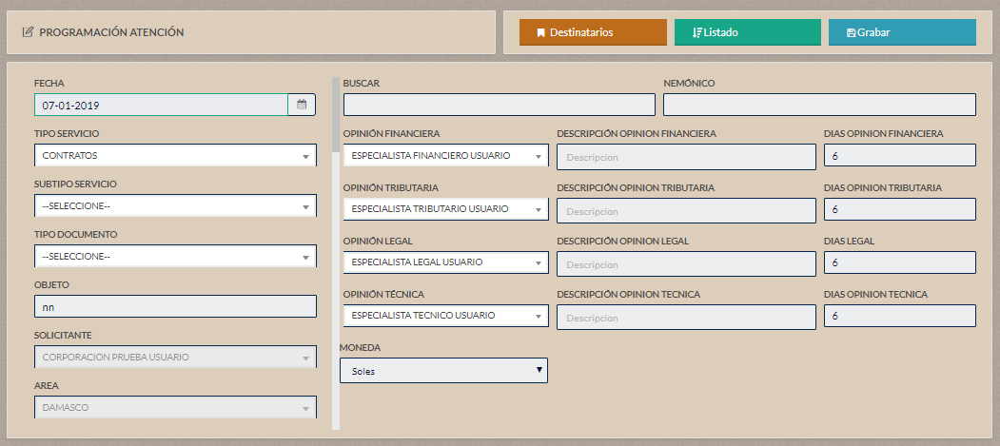 PROGRAMACIÓN ATENCIÓN
Destinatarios
Listado
Grabar
FECHA
07-01-2019
TIPO SERVICIO
CONTRATOS
SUBTIPO SERVICIO
--SELECCIONE--
TIPO DOCUMENTO
--SELECCIONE--
OBJETO
nn
SOLICITANTE
CORPORACION PRUEBA USUARIO
AREA
DAMASCO
BUSCAR
NEMÓNICO
OPINIÓN FINANCIERA
DESCRIPCIÓN OPINION FINANCIERA
DIAS OPINION FINANCIERA
ESPECIALISTA FINANCIERO USUARIO
Descripcion
6
OPINIÓN TRIBUTARIA
DESCRIPCIÓN OPINION TRIBUTARIA
DIAS OPINION TRIBUTARIA
ESPECIALISTA TRIBUTARIO USUARIO
Descripcion
6
OPINIÓN LEGAL
DESCRIPCIÓN OPINION LEGAL
DIAS LEGAL
ESPECIALISTA LEGAL USUARIO
Descripcion
6
OPINIÓN TÉCNICA
DESCRIPCIÓN OPINION TECNICA
DIAS OPINION TECNICA
ESPECIALISTA TECNICO USUARIO
Descripcion
6
MONEDA
Soles